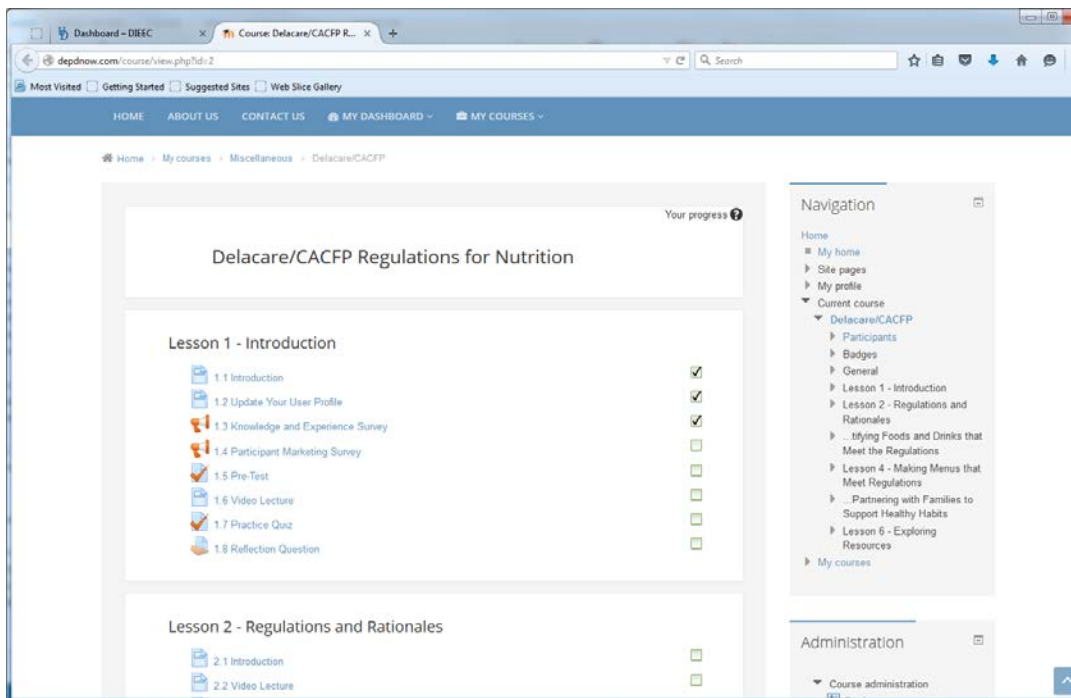 Dashboard – DIEEC
Course: Delacare/CACFP R...
depdnow.com/course/view.php?id=2
Search
Most Visited Getting Started Suggested Sites Web Slice Gallery
HOME ABOUT US CONTACT US MY DASHBOARD MY COURSES
Home My courses Miscellaneous Delacare/CACFP
Your progress
Delacare/CACFP Regulations for Nutrition
Lesson 1 - Introduction
1.1 Introduction
1.2 Update Your User Profile
1.3 Knowledge and Experience Survey
1.4 Participant Marketing Survey
1.5 Pre-Test
1.6 Video Lecture
1.7 Practice Quiz
1.8 Reflection Question
Lesson 2 - Regulations and Rationales
2.1 Introduction
2.2 Video Lecture
Navigation
Home
My home
Site pages
My profile
Current course
Delacare/CACFP
Participants
Badges
General
Lesson 1 - Introduction
Lesson 2 - Regulations and
Rationales
...tifying Foods and Drinks that
Meet the Regulations
Lesson 4 - Making Menus that
Meet Regulations
...Partnering with Families to
Support Healthy Habits
Lesson 6 - Exploring
Resources
My courses
Administration
Course administration